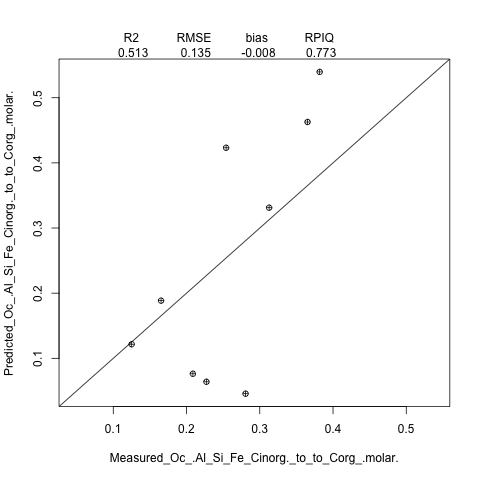 R2 RMSE bias RPIQ
0.513 0.135 -0.008 0.773
Predicted_Oc_.Al_Si_Fe_Cinorg._to_to_Corg_.molar.
0.5
0.4
0.3
0.2
0.1
0.1 0.2 0.3 0.4 0.5
Measured_Oc_.Al_Si_Fe_Cinorg._to_to_Corg_.molar.